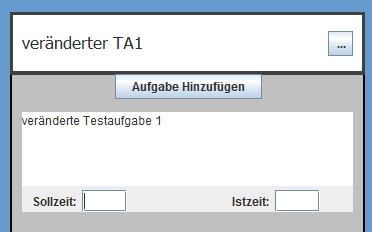 veränderter TA1
...
Aufgabe Hinzufügen
veränderte Testaufgabe 1
Sollzeit: Istzeit: